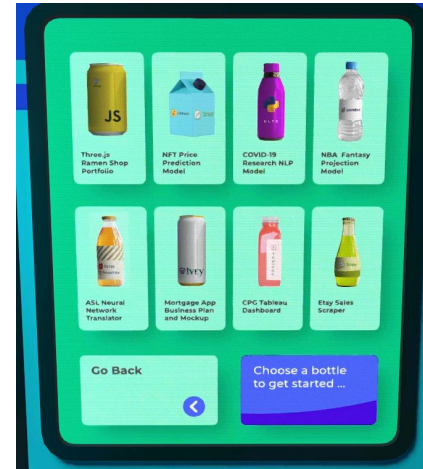 JS
Three.js
Ramen Shop
Portfolio
NFT Price
Prediction
Model
COVID-19
Research NLP
Model
NBA Fantasy
Projection
Model
ASL Neural
Network
Translator
Ivey
Mortgage App
Business Plan
and Mockup
CPG Tableau
Dashboard
Etsy Sales
Scraper
Go Back
Choose a bottle
to get started ...